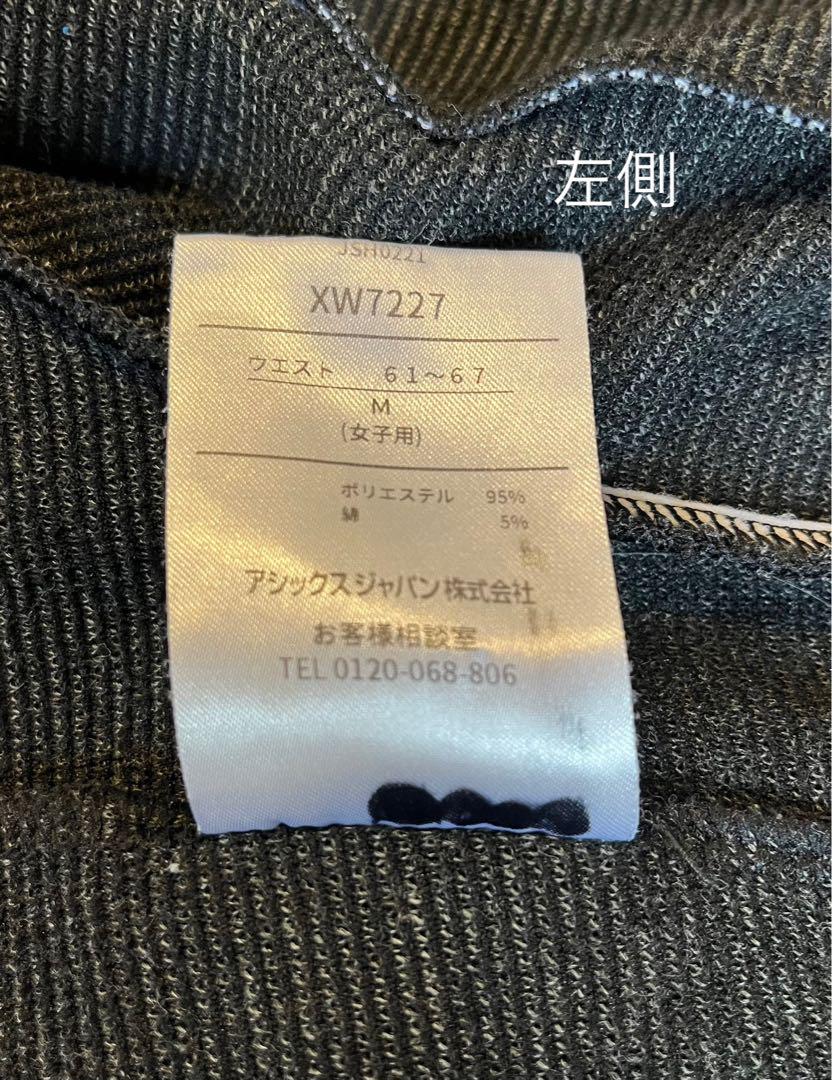 左側
JSH0221
XW7227
ウエスト 61～67
M
(女子用)
ポリエステル 95%
綿 5%
アシックスジャパン株式会社
お客様相談室
TEL 0120-068-806